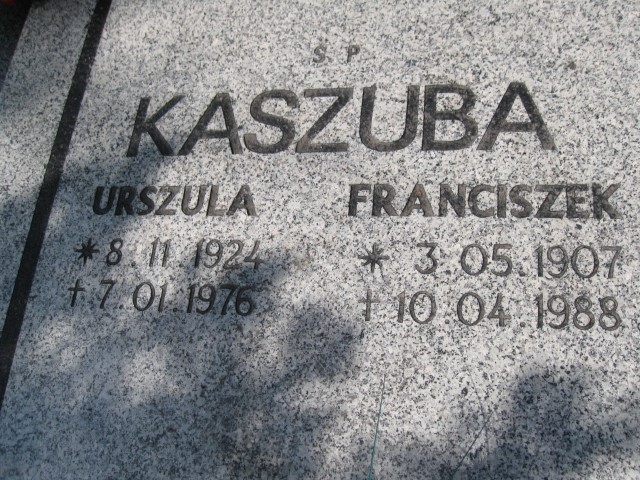 Ś.P
KASZUBA
URSZULA FRANCISZEK
* 8.11 1924 * 3.05.1907
† 7.01.1976 † 10 04.1988